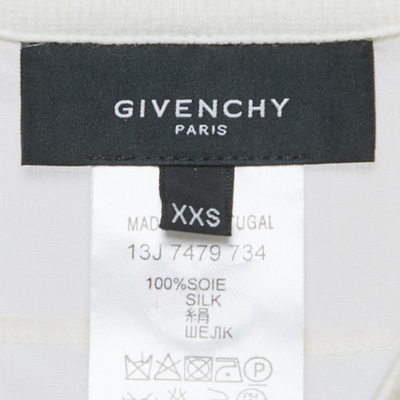 GIVENCHY
PARIS
XXS
MAD TUGAL
13J 7479 734
100%SOIE
SILK
絹
ШЕЛК
P